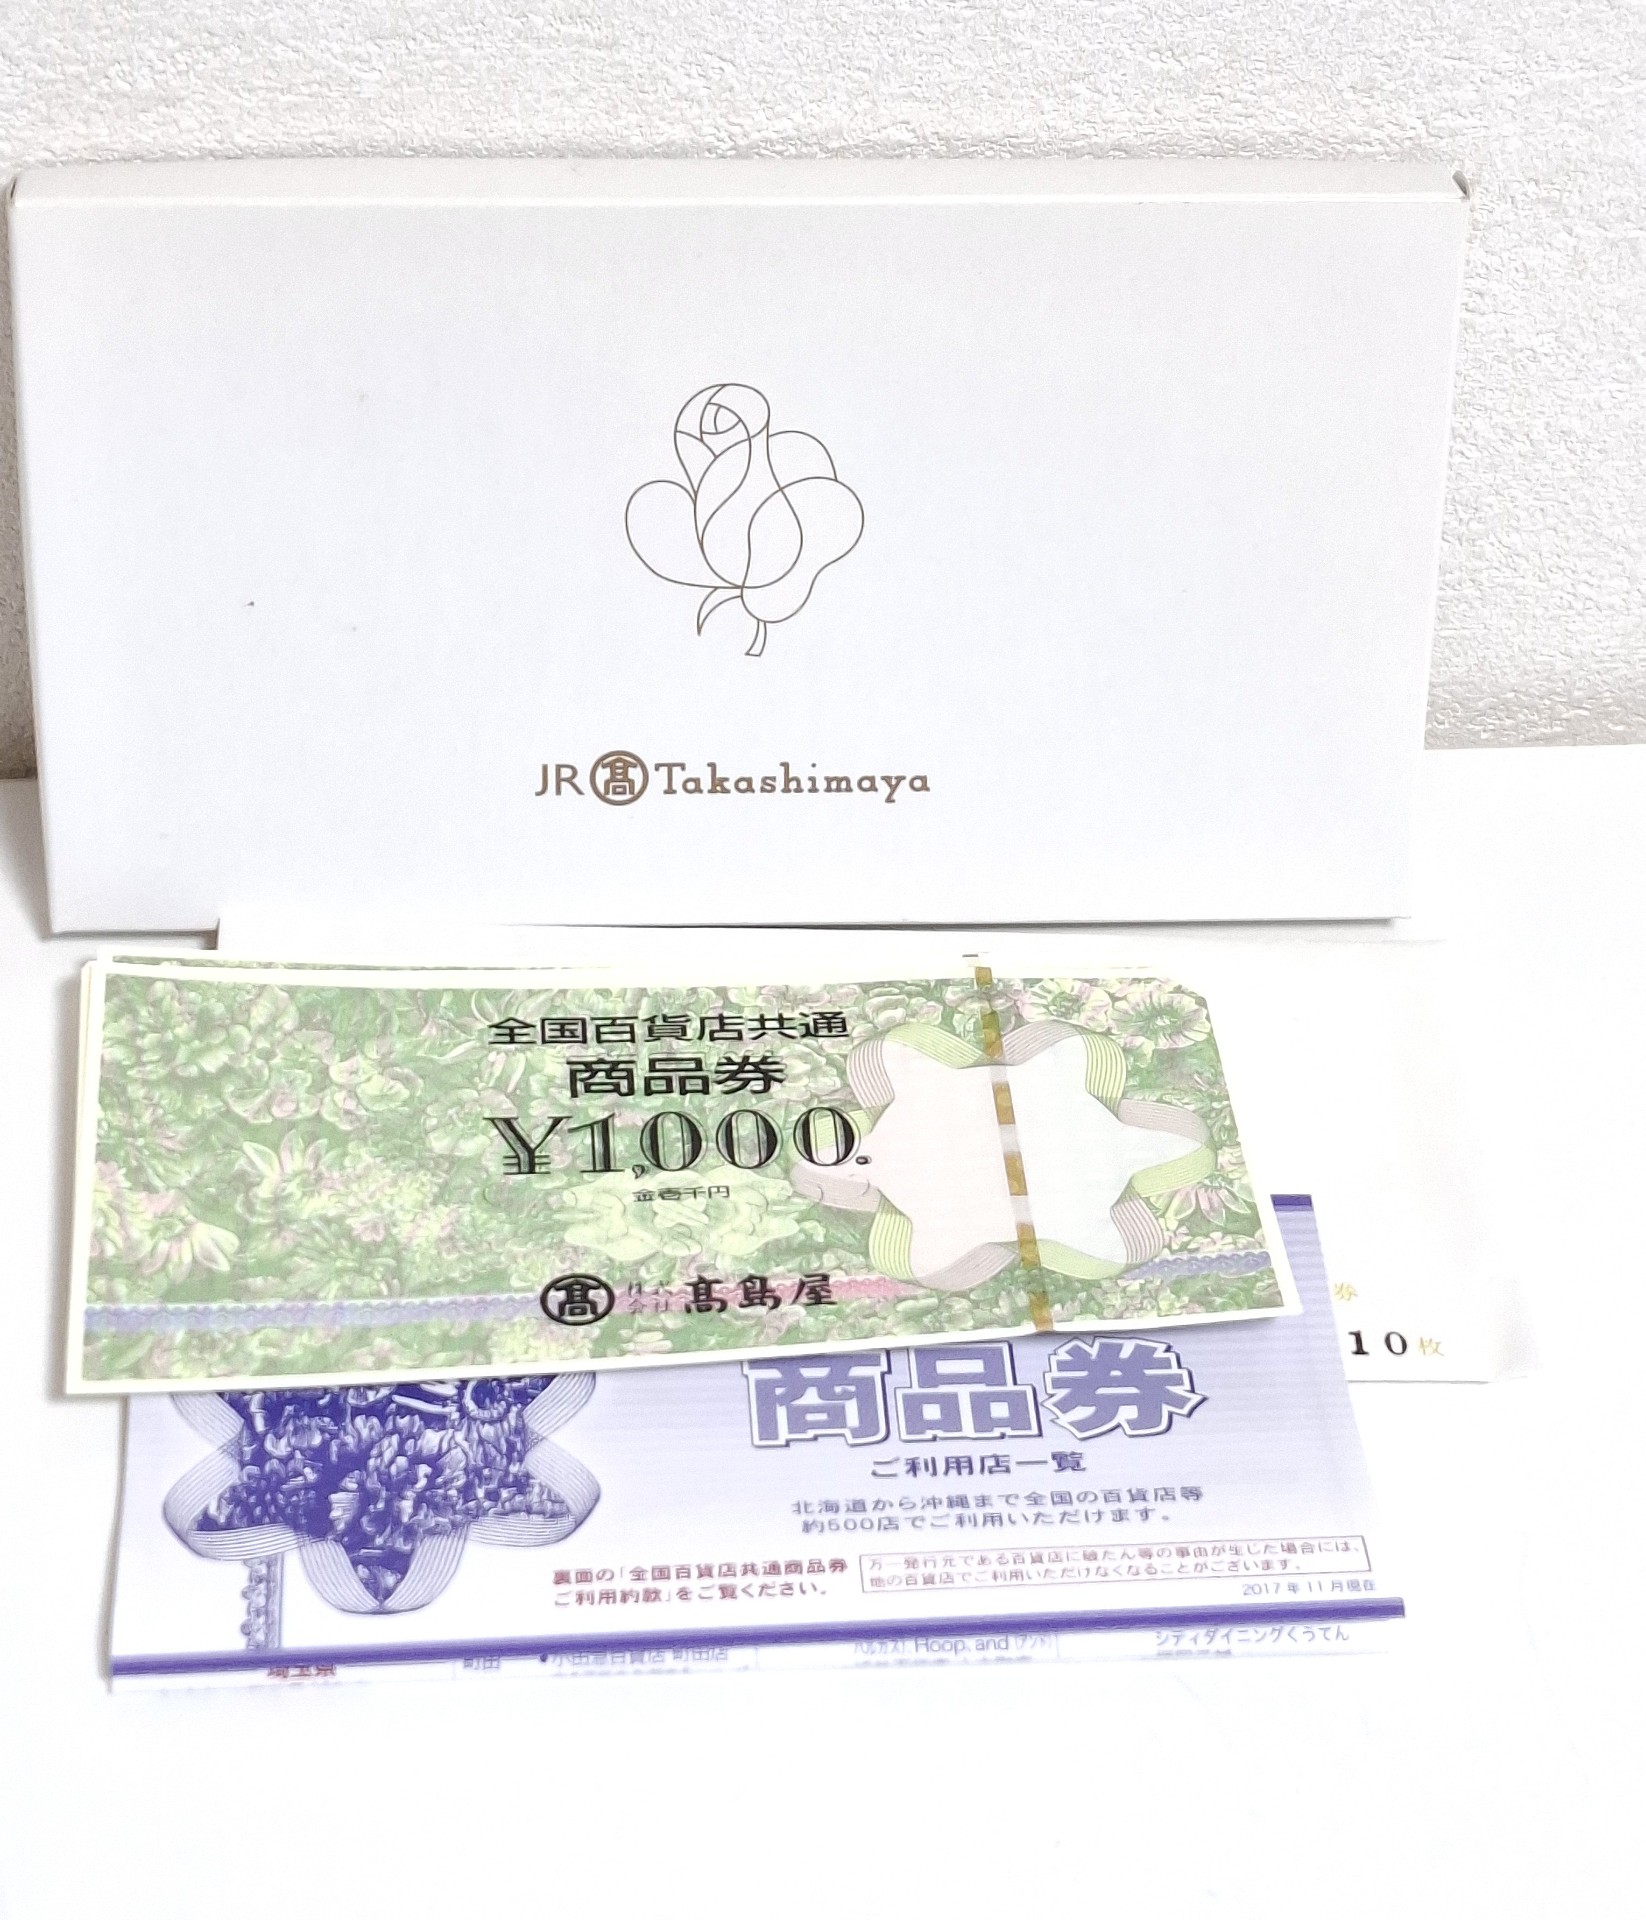 JR 髙 Takashimaya
全国百貨店共通
商品券
¥1,000.
金壱千円
髙 株式会社 髙島屋
券
10枚
商品券
ご利用店一覧
北海道から沖縄まで全国の百貨店等
約500店でご利用いただけます。
裏面の「全国百貨店共通商品券
ご利用約款」をご覧ください。
万一発行元である百貨店に破たん等の事由が生じた場合には、
他の百貨店でご利用いただけなくなることがございます。
2017年11月現在
埼玉県
町田
•小田急百貨店 町田店
Hoop, and
シティダイニングくうてん